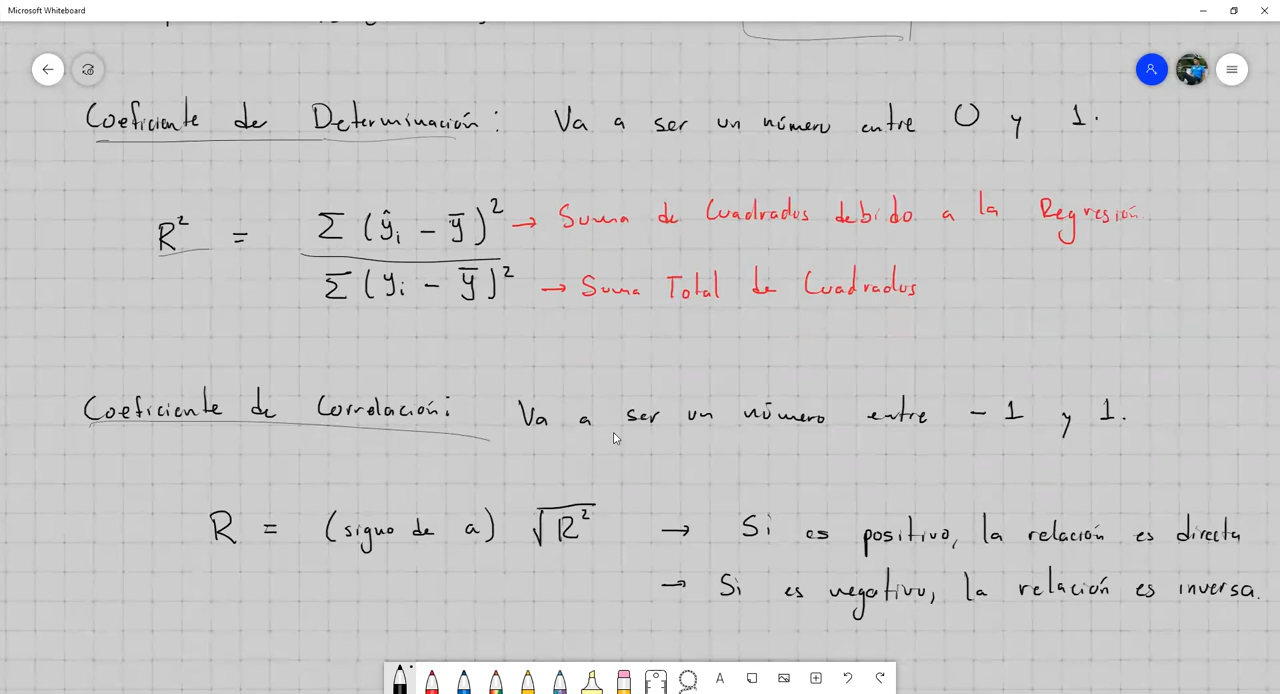 Microsoft Whiteboard
Coeficiente de Determinación: Va a ser un número entre 0 y 1.
R² = Σ (ŷᵢ - ȳ)² → Suma de Cuadrados debido a la Regresión
Σ (yᵢ - ȳ)² → Suma Total de Cuadrados
Coeficiente de Correlación: Va a ser un número entre -1 y 1.
R = (signo de a) √R² → Si es positivo, la relación es directa
→ Si es negativo, la relación es inversa.